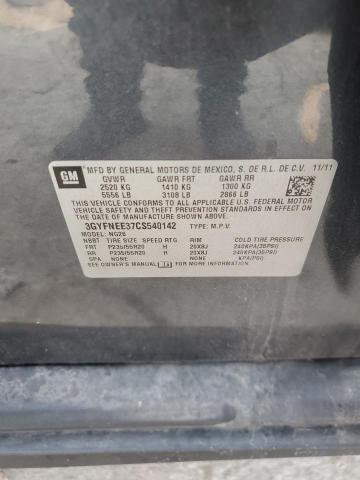 GM
MFD BY GENERAL MOTORS DE MEXICO, S. DE R.L. DE C.V. 11/11
GVWR GAWR FRT GAWR RR
2520 KG 1410 KG 1300 KG
5556 LB 3108 LB 2866 LB
THIS VEHICLE CONFORMS TO ALL APPLICABLE U.S. FEDERAL MOTOR
VEHICLE SAFETY, BUMPER, AND THEFT PREVENTION STANDARDS IN EFFECT ON
THE DATE OF MANUFACTURE SHOWN ABOVE.
3GYFNEE37CS540142 TYPE: M.P.V.
MODEL: NG26
NBBT TIRE SIZE SPEED RTG RIM COLD TIRE PRESSURE
FRT P235/55R20 H 20X8J 240KPA(35PSI)
RR P235/55R20 H 20X8J 240KPA(35PSI)
SPA NONE NONE KPA(PSI)
SEE OWNER'S MANUAL FOR MORE INFORMATION.